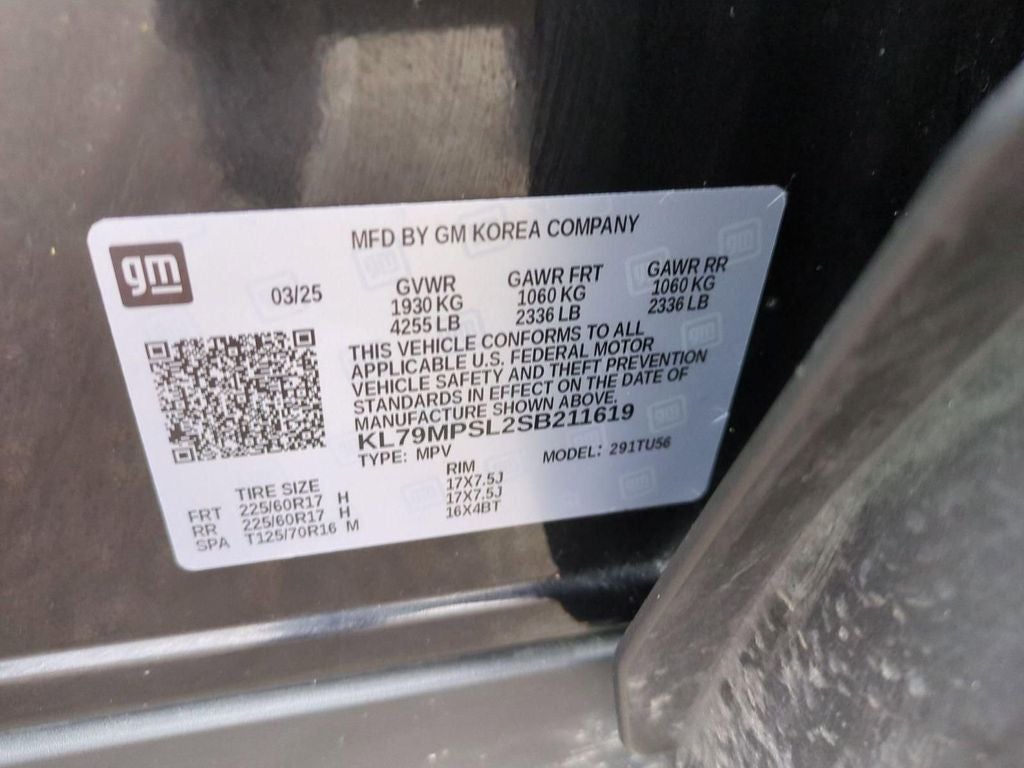 MFD BY GM KOREA COMPANY
gm
03/25
GVWR GAWR FRT GAWR RR
1930 KG 1060 KG 1060 KG
4255 LB 2336 LB 2336 LB
THIS VEHICLE CONFORMS TO ALL
APPLICABLE U.S. FEDERAL MOTOR
VEHICLE SAFETY AND THEFT PREVENTION
STANDARDS IN EFFECT ON THE DATE OF
MANUFACTURE SHOWN ABOVE.
KL79MPSL2SB211619
TYPE: MPV MODEL: 291TU56
TIRE SIZE RIM
FRT 225/60R17 H 17X7.5J
RR 225/60R17 H 17X7.5J
SPA T125/70R16 M 16X4BT